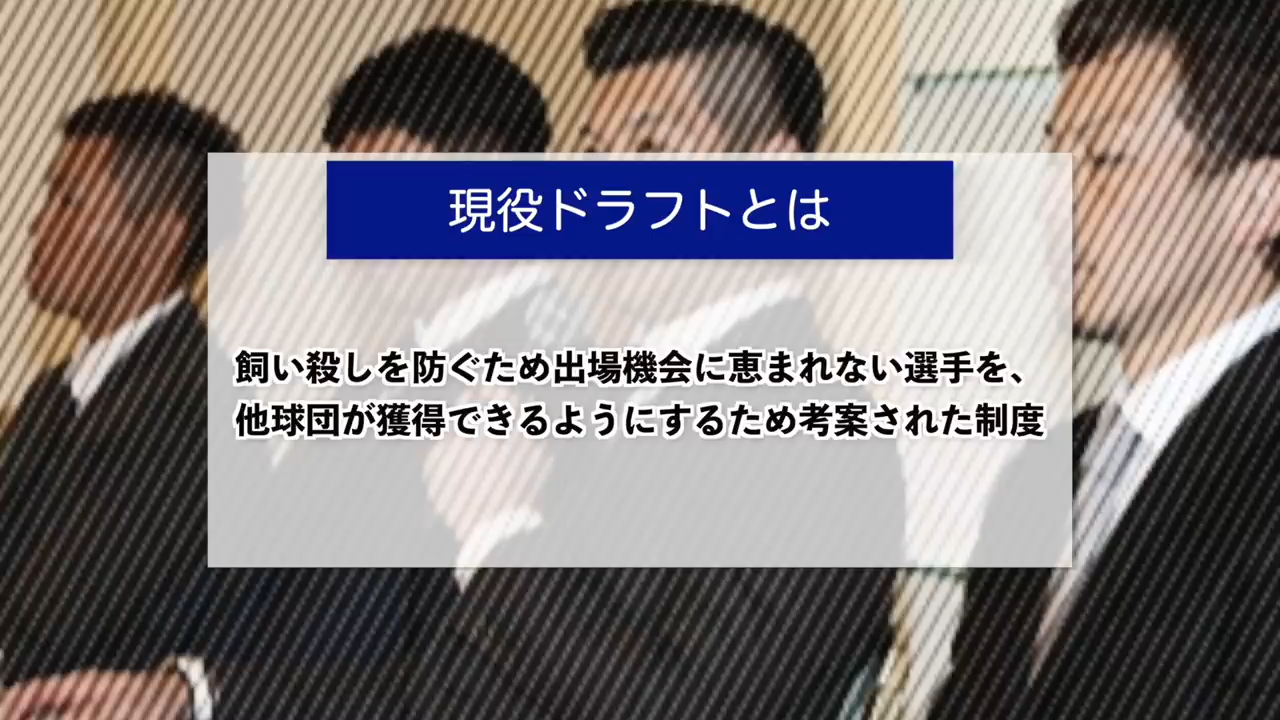 現役ドラフトとは
飼い殺しを防ぐため出場機会に恵まれない選手を、
他球団が獲得できるようにするため考案された制度